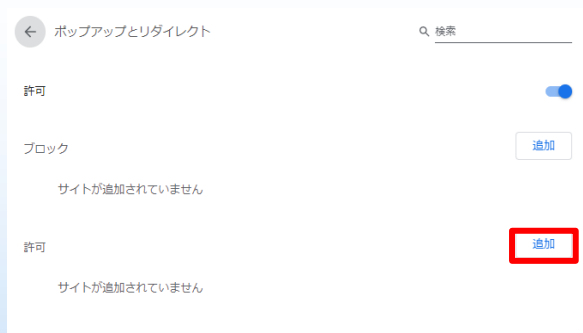 ポップアップとリダイレクト
検索
許可
ブロック
追加
サイトが追加されていません
許可
追加
サイトが追加されていません